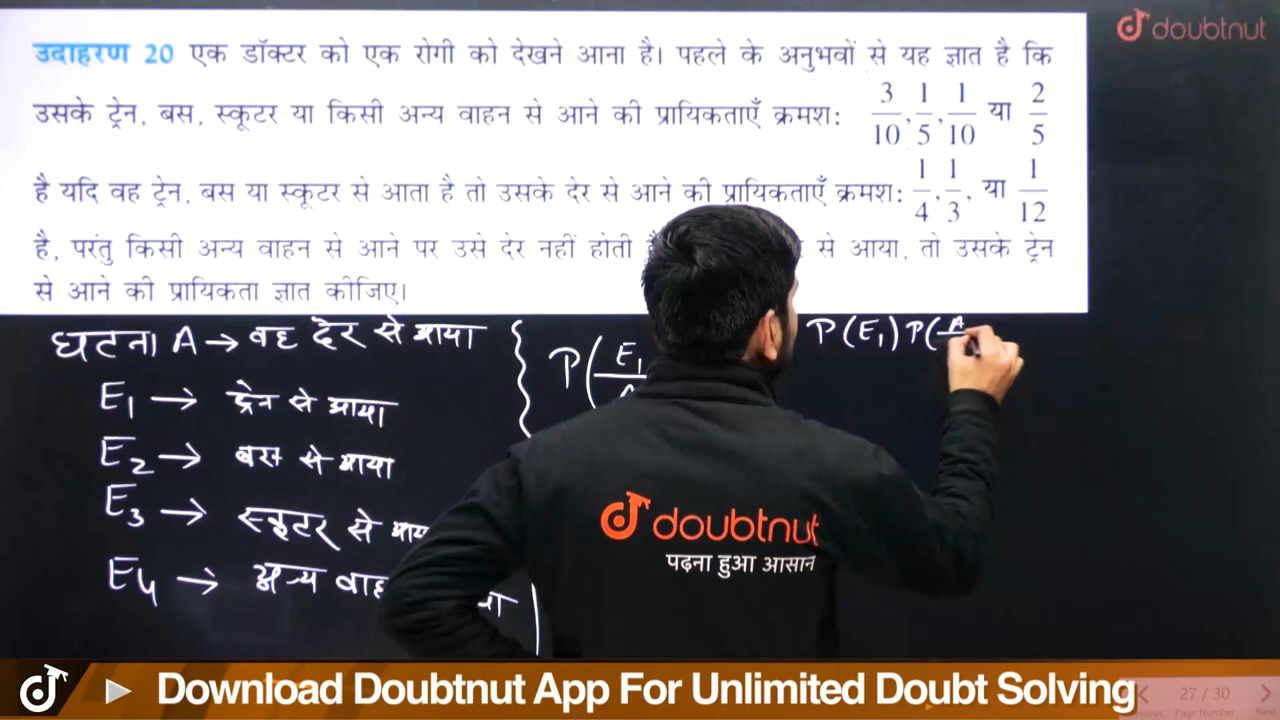 doubtnut
उदाहरण 20 एक डॉक्टर को एक रोगी को देखने आना है। पहले के अनुभवों से यह ज्ञात है कि
उसके ट्रेन, बस, स्कूटर या किसी अन्य वाहन से आने की प्रायिकताएँ क्रमश: 3/10, 1/5, 1/10 या 2/5
है यदि वह ट्रेन, बस या स्कूटर से आता है तो उसके देर से आने की प्रायिकताएँ क्रमश: 1/4, 1/3, या 1/12
है, परंतु किसी अन्य वाहन से आने पर उसे देर नहीं होती से आया, तो उसके ट्रेन
से आने की प्रायिकता ज्ञात कीजिए।
घटना A → वह देर से आया
E1 → ट्रेन से आया
E2 → बस से आया
E3 → स्कूटर से
E4 → अन्य
P(E1
P(E1) P(A
doubtnut
पढ़ना हुआ आसान
Download Doubtnut App For Unlimited Doubt Solving
27 / 30
Page Number
Next